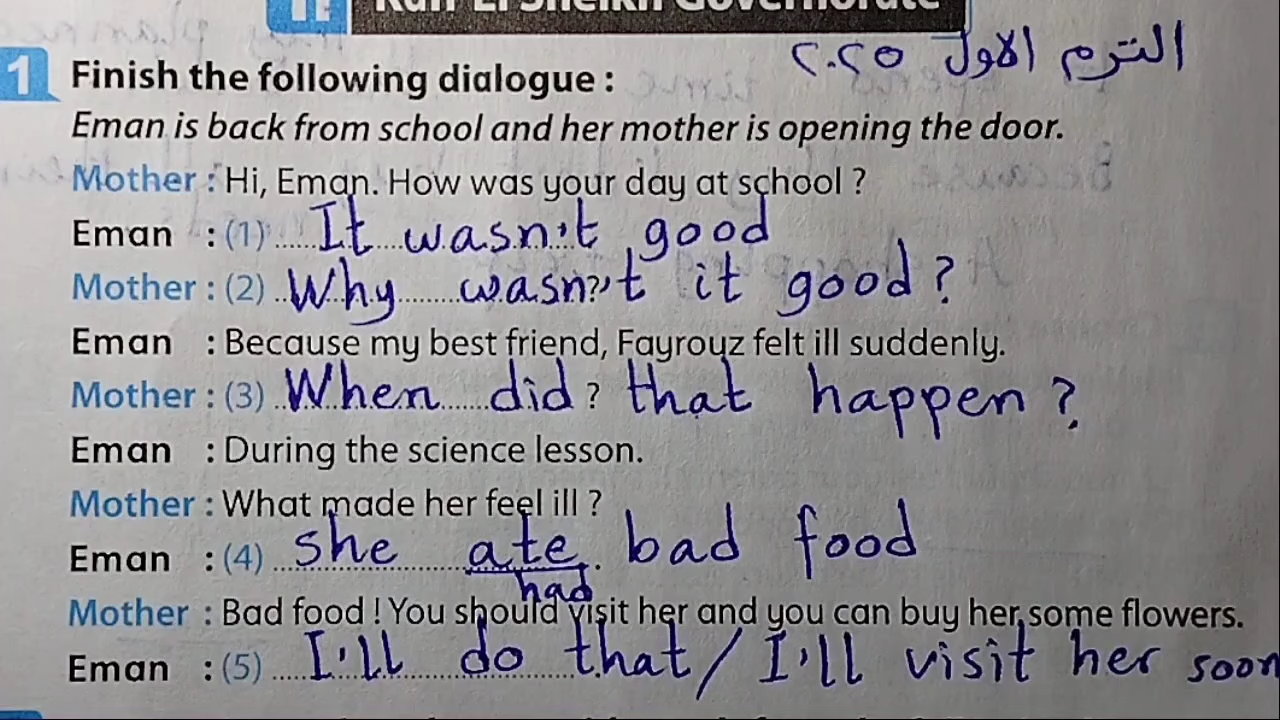 Kafr El Sheikh Governorate
الترم الاول ٢٠٢٥
1 Finish the following dialogue :
Eman is back from school and her mother is opening the door.
Mother : Hi, Eman. How was your day at school ?
Eman : (1) It wasn't good
Mother : (2) Why wasn't it good ?
Eman : Because my best friend, Fayrouz felt ill suddenly.
Mother : (3) When did ? that happen ?
Eman : During the science lesson.
Mother : What made her feel ill ?
Eman : (4) she ate bad food
had
Mother : Bad food ! You should visit her and you can buy her some flowers.
Eman : (5) I'll do that / I'll visit her soon